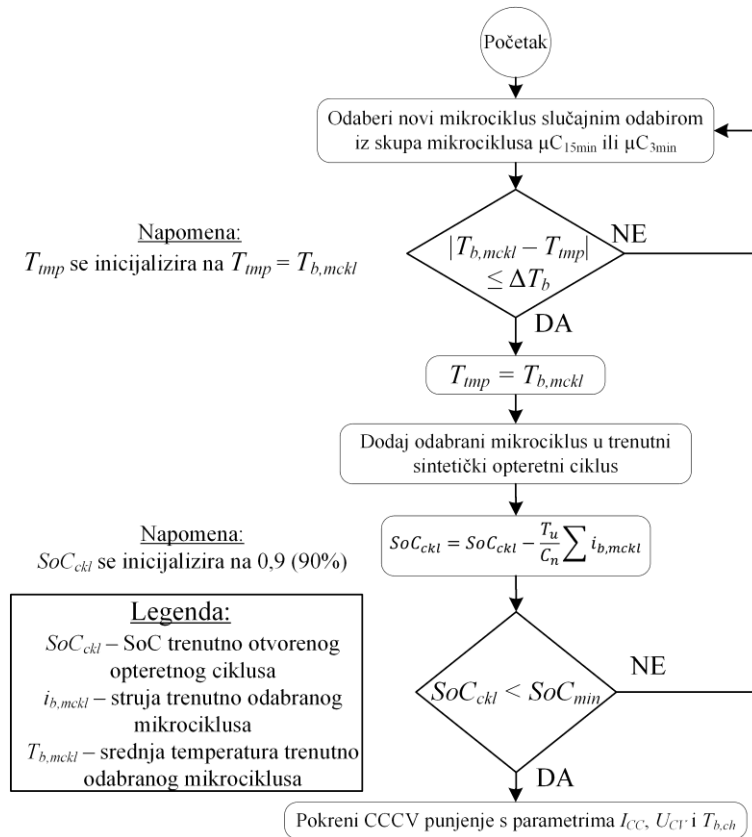 Početak
Odaberi novi mikrociklus slučajnim odabirom
iz skupa mikrociklusa μC15min ili μC3min
Napomena:
Ttmp se inicijalizira na Ttmp = Tb,mckl
|Tb,mckl − Ttmp|
≤ ΔTb
NE
DA
Ttmp = Tb,mckl
Dodaj odabrani mikrociklus u trenutni
sintetički opteretni ciklus
Napomena:
SoCckl se inicijalizira na 0,9 (90%)
SoCckl = SoCckl − Tu/Cn ∑ ib,mckl
Legenda:
SoCckl – SoC trenutno otvorenog
opteretnog ciklusa
ib,mckl – struja trenutno odabranog
mikrociklusa
Tb,mckl – srednja temperatura trenutno
odabranog mikrociklusa
SoCckl < SoCmin
NE
DA
Pokreni CCCV punjenje s parametrima ICC, UCV i Tb,ch